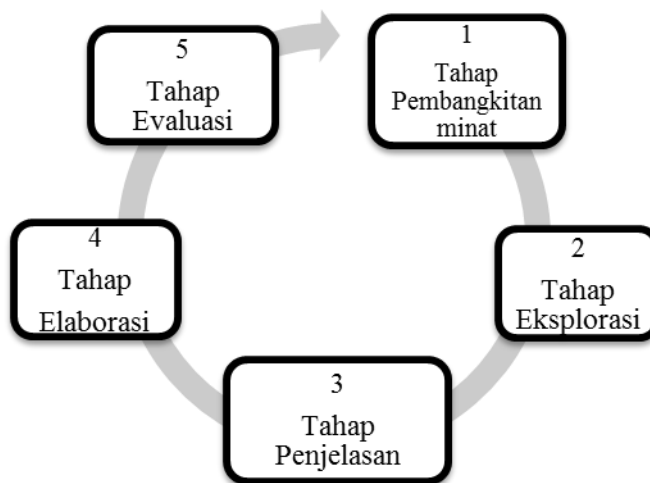 1
Tahap
Pembangkitan
minat
2
Tahap
Eksplorasi
3
Tahap
Penjelasan
4
Tahap
Elaborasi
5
Tahap
Evaluasi